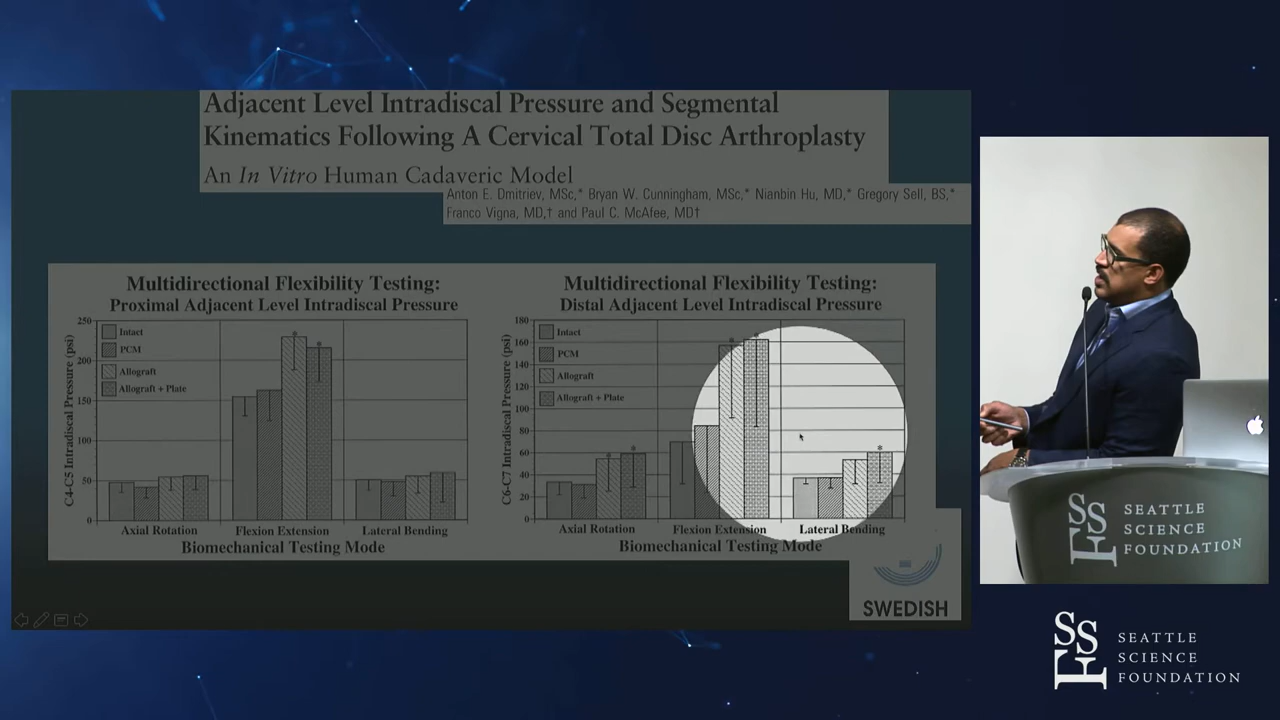 Adjacent Level Intradiscal Pressure and Segmental
Kinematics Following A Cervical Total Disc Arthroplasty
An In Vitro Human Cadaveric Model
Anton E. Dmitriev, MSc,* Bryan W. Cunningham, MSc,* Nianbin Hu, MD,* Gregory Sell, BS,*
Franco Vigna, MD,† and Paul C. McAfee, MD†
Multidirectional Flexibility Testing:
Proximal Adjacent Level Intradiscal Pressure
C4-C5 Intradiscal Pressure (psi)
250
200
150
100
50
0
Intact
PCM
Allograft
Allograft + Plate
* *
Axial Rotation Flexion Extension Lateral Bending
Biomechanical Testing Mode
Multidirectional Flexibility Testing:
Distal Adjacent Level Intradiscal Pressure
C6-C7 Intradiscal Pressure (psi)
180
160
140
120
100
80
60
40
20
0
Intact
PCM
Allograft
Allograft + Plate
* * * * *
Axial Rotation Flexion Extension Lateral Bending
Biomechanical Testing Mode
SWEDISH
SSF
SEATTLE
SCIENCE
FOUNDATION
SSF
SEATTLE
SCIENCE
FOUNDATION